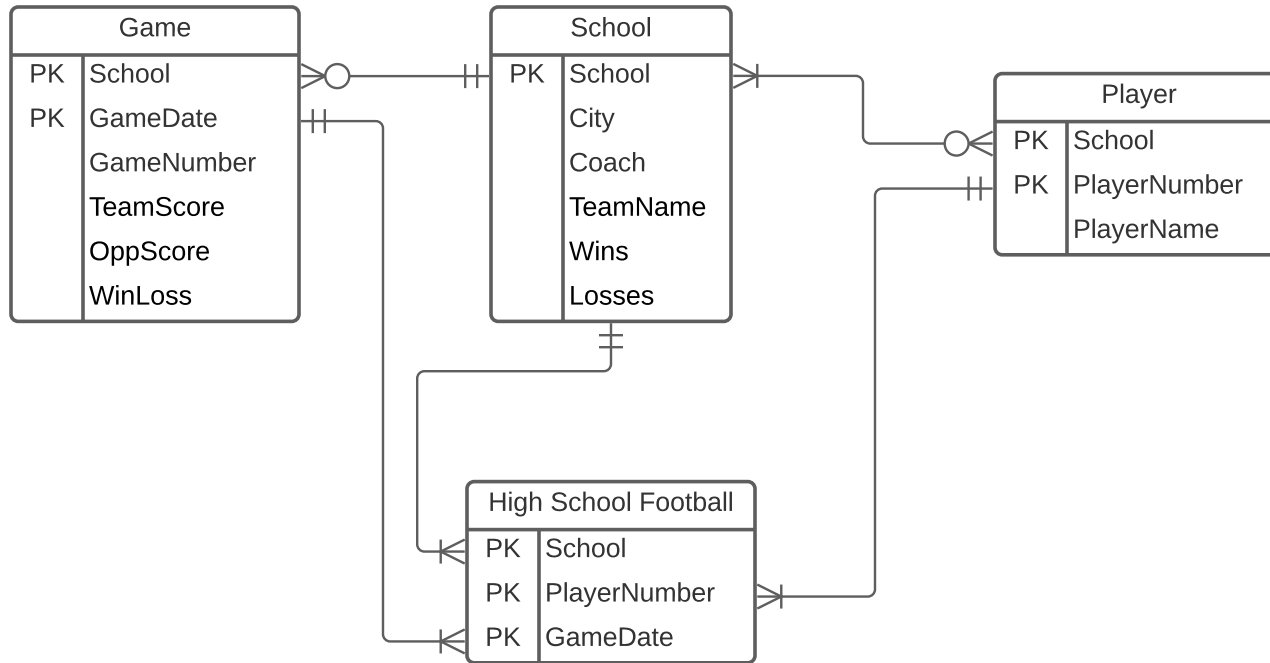 Game
PK School
PK GameDate
GameNumber
TeamScore
OppScore
WinLoss
School
PK School
City
Coach
TeamName
Wins
Losses
Player
PK School
PK PlayerNumber
PlayerName
High School Football
PK School
PK PlayerNumber
PK GameDate